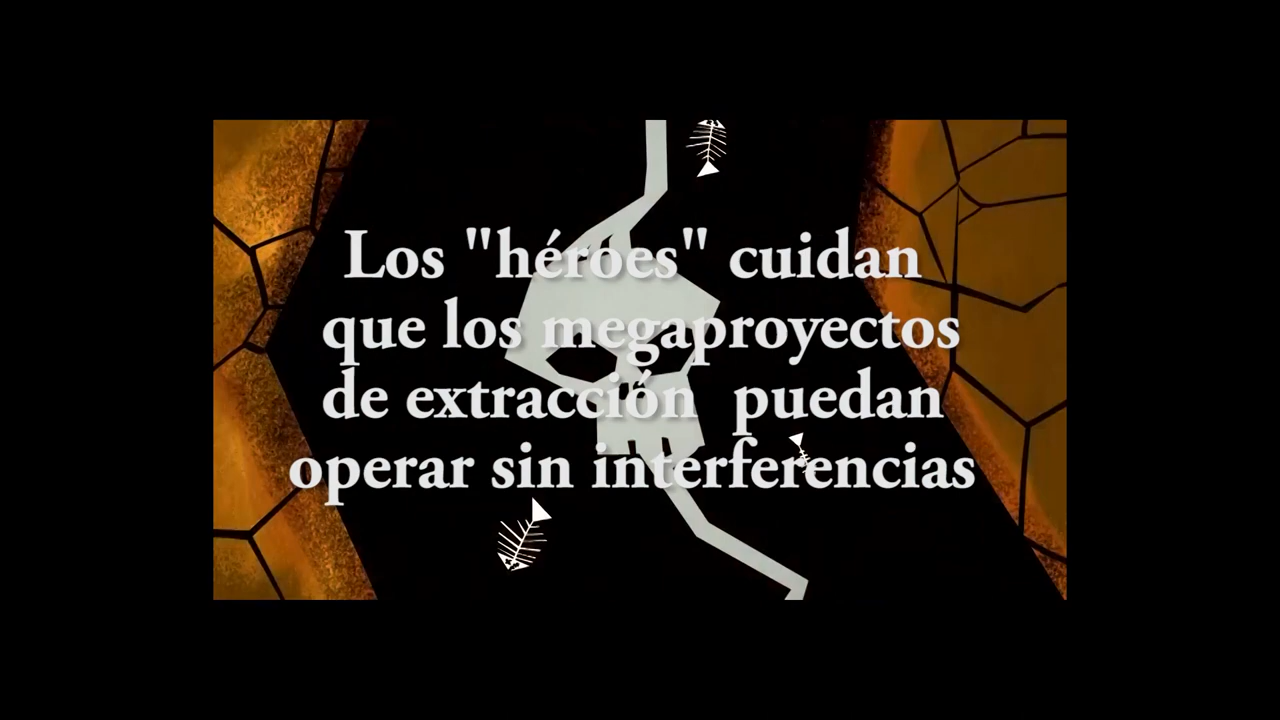 Los "héroes" cuidan
que los megaproyectos
de extracción  puedan
operar sin interferencias